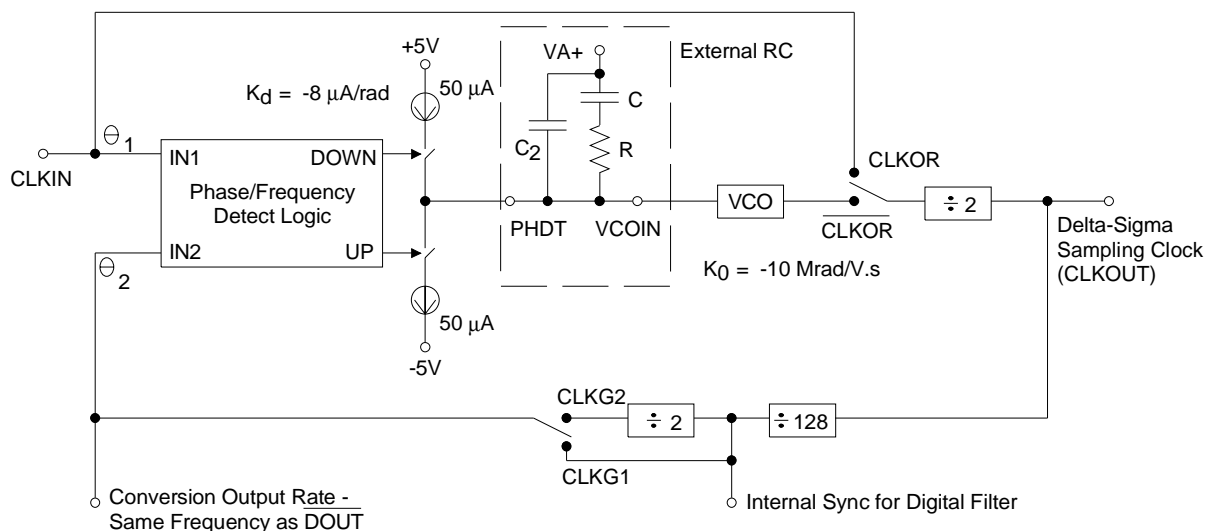 +5V
50 μA
Kd = -8 μA/rad
VA+
External RC
C
C2
R
θ1
CLKIN
IN1
DOWN
Phase/Frequency
Detect Logic
IN2
UP
θ2
PHDT
VCOIN
VCO
CLKOR
CLKOR
÷ 2
Delta-Sigma
Sampling Clock
(CLKOUT)
K0 = -10 Mrad/V.s
50 μA
-5V
CLKG2
÷ 2
÷ 128
CLKG1
Conversion Output Rate -
Same Frequency as DOUT
Internal Sync for Digital Filter